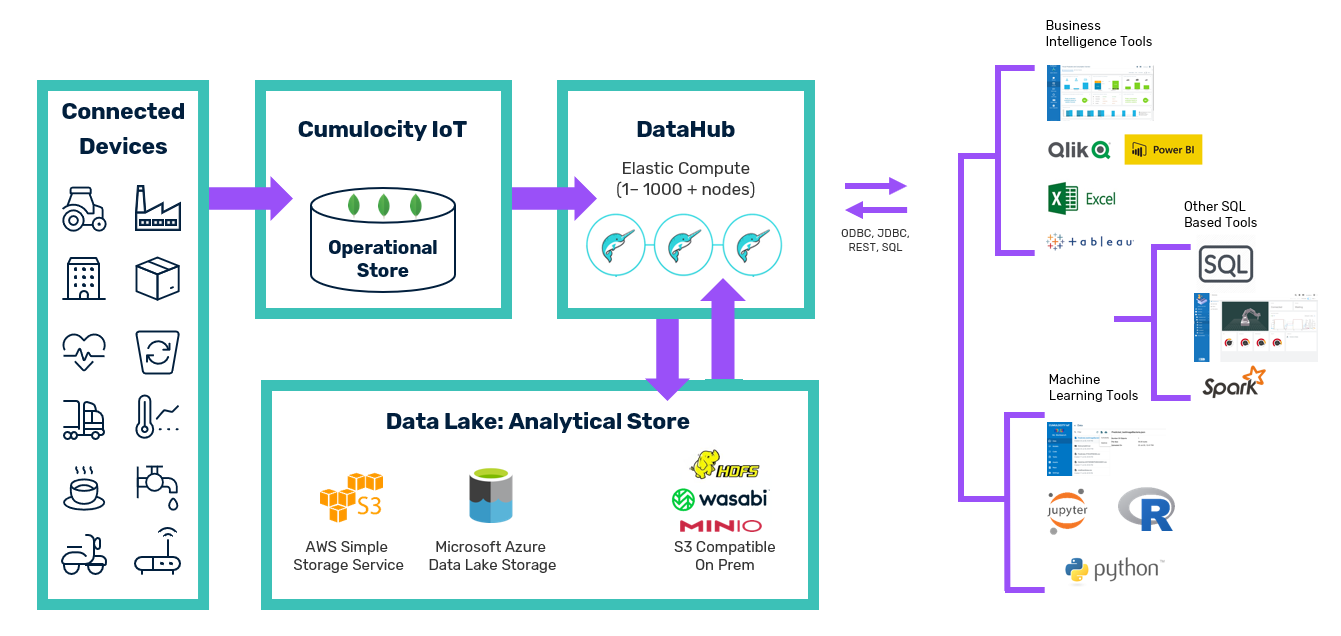 Connected
Devices
Cumulocity IoT
Operational
Store
DataHub
Elastic Compute
(1– 1000 + nodes)
ODBC, JDBC,
REST, SQL
Data Lake: Analytical Store
S3
AWS Simple
Storage Service
Microsoft Azure
Data Lake Storage
HDFS
wasabi
MINIO
S3 Compatible
On Prem
Business
Intelligence Tools
Qlik
Power BI
Excel
+ a b l e a u
Other SQL
Based Tools
SQL
Spark
Machine
Learning Tools
jupyter
R
python™